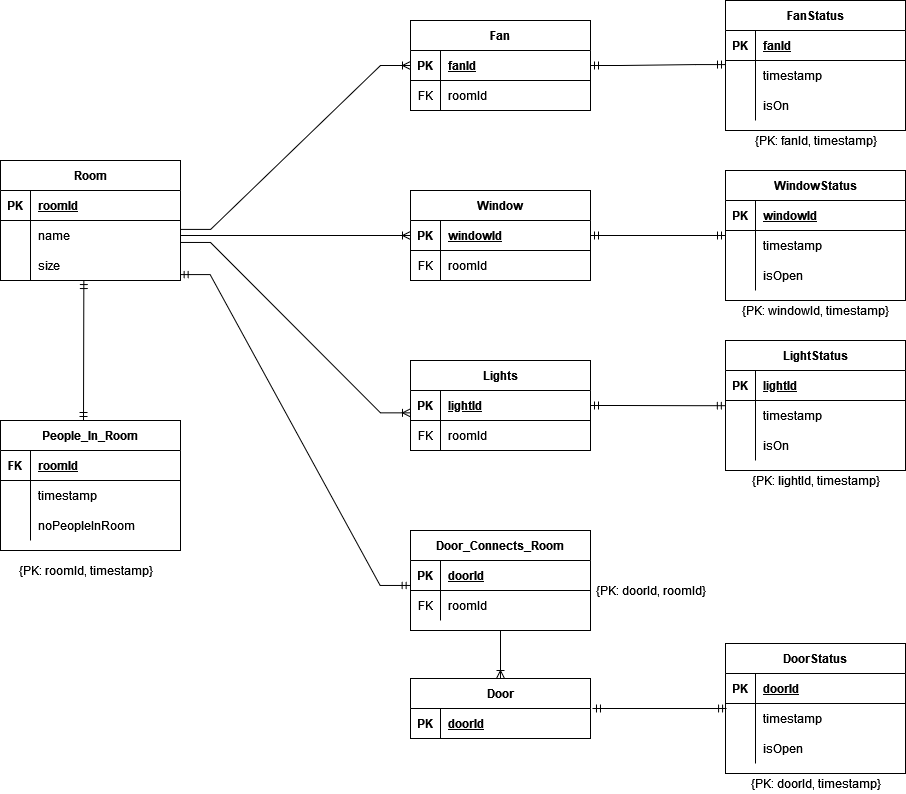 Fan
PK fanId
FK roomId
FanStatus
PK fanId
timestamp
isOn
{PK: fanId, timestamp}
Room
PK roomId
name
size
Window
PK windowId
FK roomId
WindowStatus
PK windowId
timestamp
isOpen
{PK: windowId, timestamp}
Lights
PK lightId
FK roomId
LightStatus
PK lightId
timestamp
isOn
{PK: lightId, timestamp}
People_In_Room
FK roomId
timestamp
noPeopleInRoom
{PK: roomId, timestamp}
Door_Connects_Room
PK doorId
FK roomId
{PK: doorId, roomId}
Door
PK doorId
DoorStatus
PK doorId
timestamp
isOpen
{PK: doorId, timestamp}